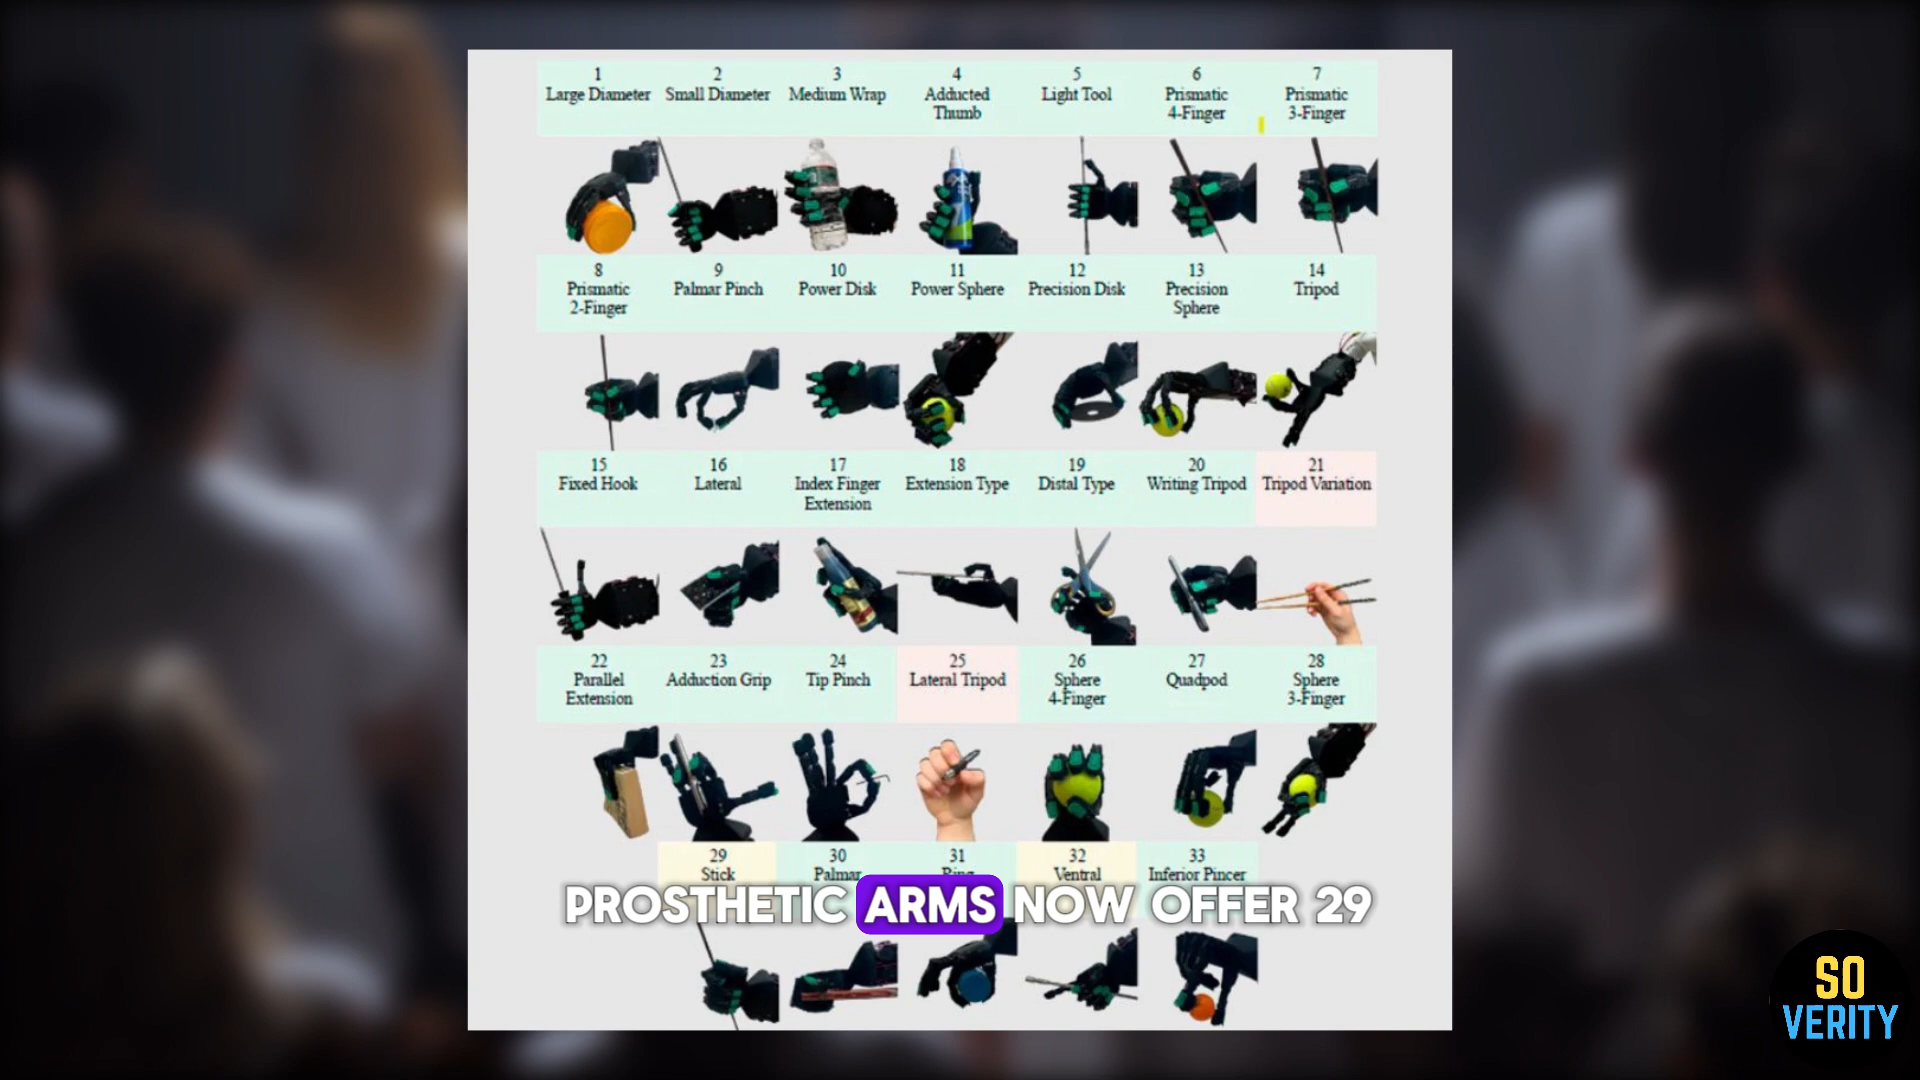 1 2 3 4 5 6 7
Large Diameter Small Diameter Medium Wrap Adducted Thumb Light Tool Prismatic 4-Finger Prismatic 3-Finger
8 9 10 11 12 13 14
Prismatic 2-Finger Palmar Pinch Power Disk Power Sphere Precision Disk Precision Sphere Tripod
15 16 17 18 19 20 21
Fixed Hook Lateral Index Finger Extension Extension Type Distal Type Writing Tripod Tripod Variation
22 23 24 25 26 27 28
Parallel Extension Adduction Grip Tip Pinch Lateral Tripod Sphere 4-Finger Quadpod Sphere 3-Finger
29 30 31 32 33
Stick Palmar Ring Ventral Inferior Pincer
PROSTHETIC ARMS NOW OFFER 29
SO
VERITY